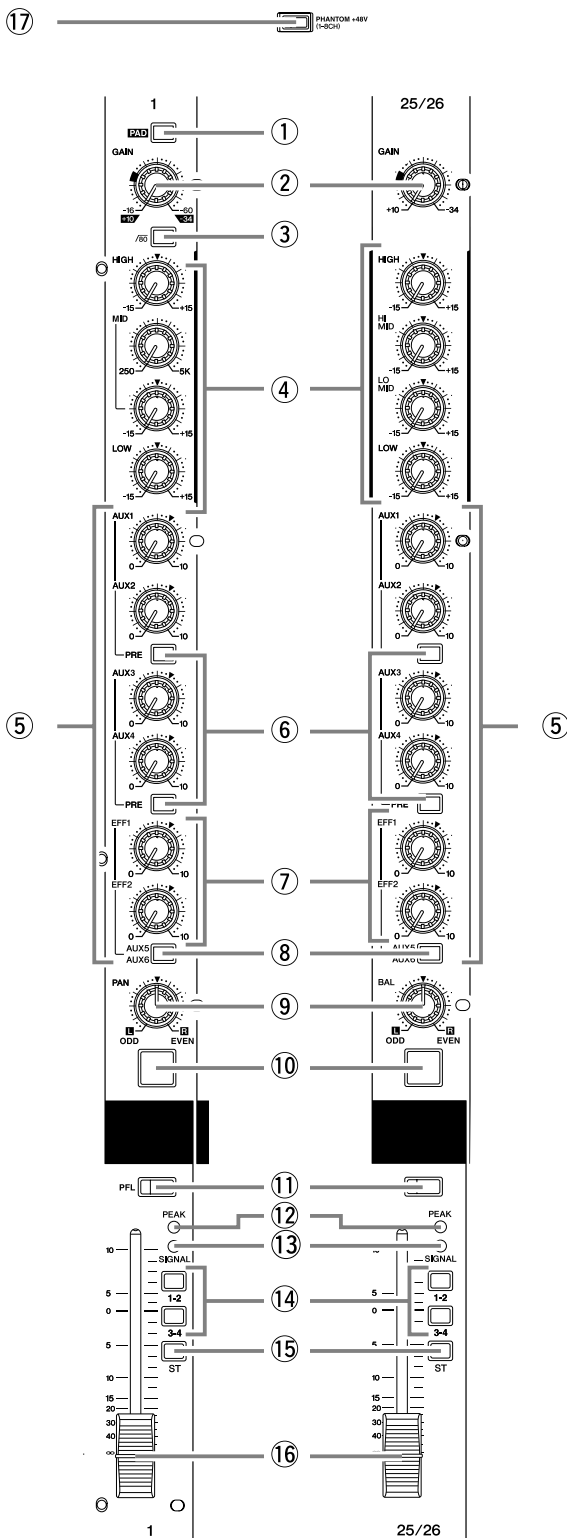 ⑰ PHANTOM +48V
(1-8CH)
1 25/26
PAD ①
GAIN GAIN
②
-16 -60 +10 -34
+10 -34
/80 ③
HIGH HIGH
-15 +15 -15 +15
MID HI
MID
250 5K -15 +15
④
LO
MID
-15 +15 -15 +15
LOW LOW
-15 +15 -15 +15
AUX1 AUX1
0 10 0 10
AUX2 AUX2
0 10 0 10
PRE
AUX3 AUX3
0 10 0 10
⑤ ⑥ ⑤
AUX4 AUX4
0 10 0 10
PRE PRE
EFF1 EFF1
0 10 0 10
⑦
EFF2 EFF2
0 10 0 10
AUX5 ⑧ AUX5
AUX6 AUX6
PAN BAL
⑨
L R L R
ODD EVEN ODD EVEN
⑩
PFL ⑪
PEAK ⑫ PEAK
10 ⑬
SIGNAL SIGNAL
5 5
1-2 ⑭ 1-2
0 0
3-4 3-4
5 ⑮ 5
ST ST
10 10
15 15
20 20
30 30
40 40
∞ ⑯
1 25/26